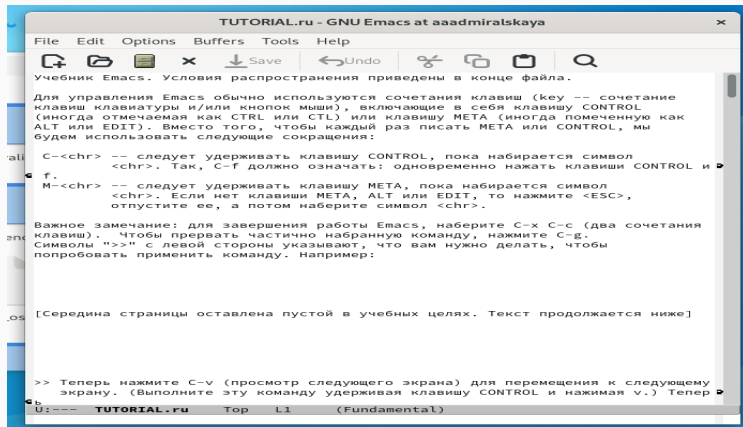 TUTORIAL.ru - GNU Emacs at aaadmiralskaya
File Edit Options Buffers Tools Help
Save Undo
Учебник Emacs. Условия распространения приведены в конце файла.
Для управления Emacs обычно используются сочетания клавиш (key -- сочетание
клавиш клавиатуры и/или кнопок мыши), включающие в себя клавишу CONTROL
(иногда отмечаемая как CTRL или CTL) или клавишу META (иногда помеченную как
ALT или EDIT). Вместо того, чтобы каждый раз писать META или CONTROL, мы
будем использовать следующие сокращения:
C-<chr> -- следует удерживать клавишу CONTROL, пока набирается символ
<chr>. Так, C-f должно означать: одновременно нажать клавиши CONTROL и
f.
M-<chr> -- следует удерживать клавишу META, пока набирается символ
<chr>. Если нет клавиши META, ALT или EDIT, то нажмите <ESC>,
отпустите ее, а потом наберите символ <chr>.
Важное замечание: для завершения работы Emacs, наберите C-x C-c (два сочетания
клавиш). Чтобы прервать частично набранную команду, нажмите C-g.
Символы ">>" с левой стороны указывают, что вам нужно делать, чтобы
попробовать применить команду. Например:
[Середина страницы оставлена пустой в учебных целях. Текст продолжается ниже]
>> Теперь нажмите C-v (просмотр следующего экрана) для перемещения к следующему
экрану. (Выполните эту команду удерживая клавишу CONTROL и нажимая v.) Тепер
ь
U:--- TUTORIAL.ru Top L1 (Fundamental)